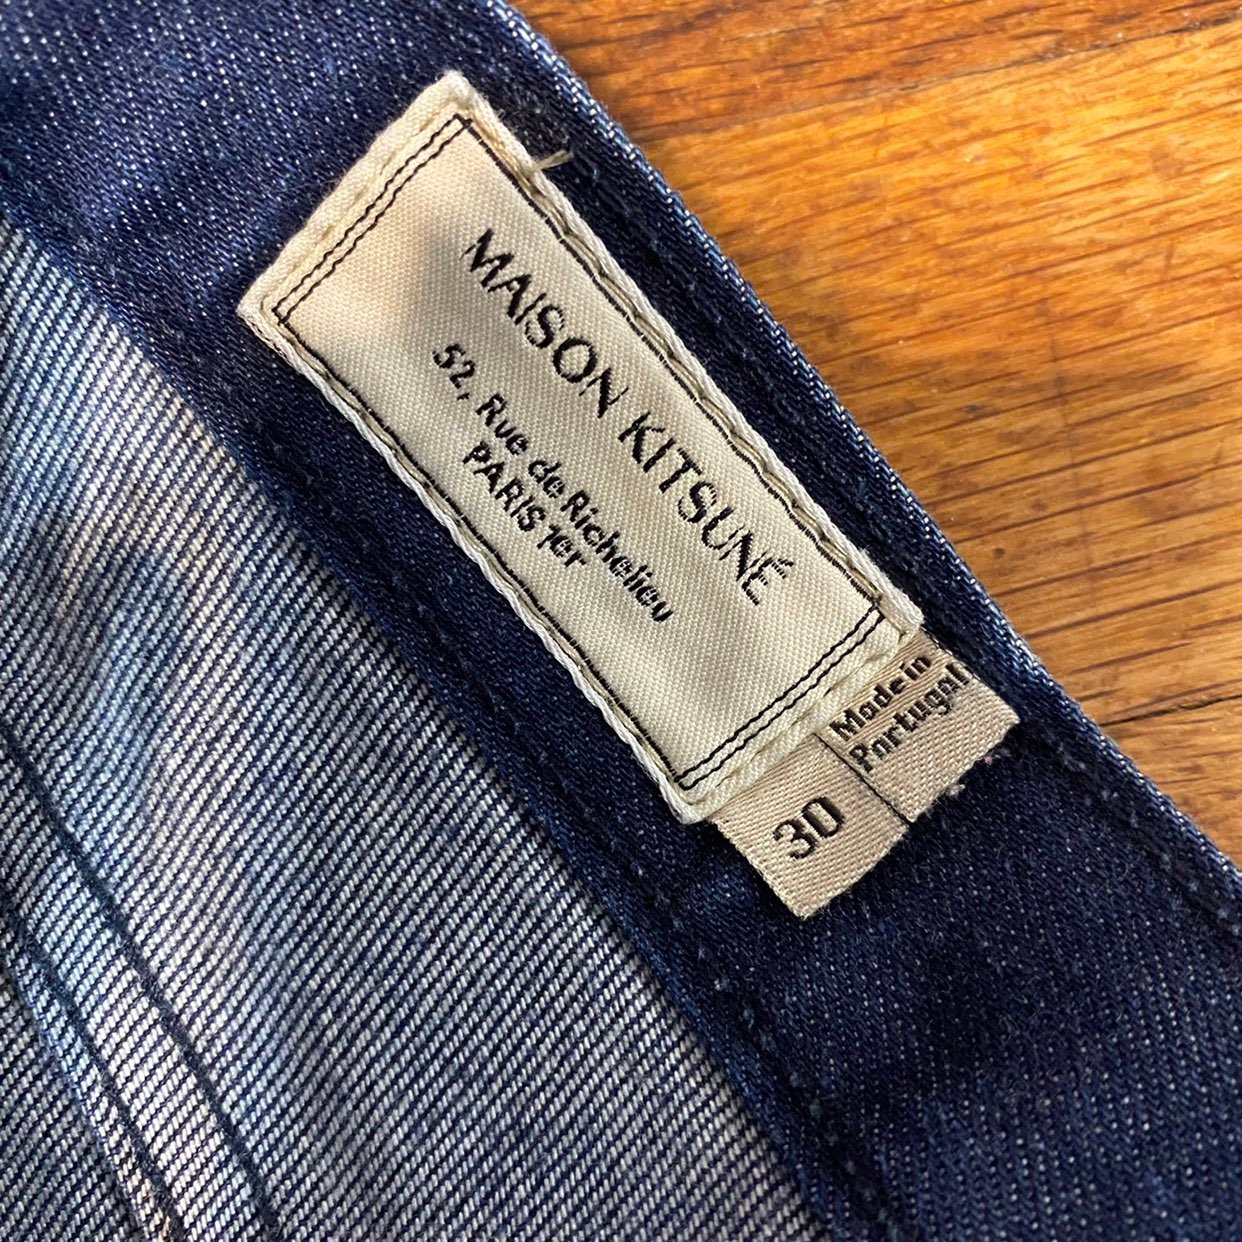 MAISON KITSUNÉ
52, Rue de Richelieu
PARIS 1er
Made in
Portugal
30